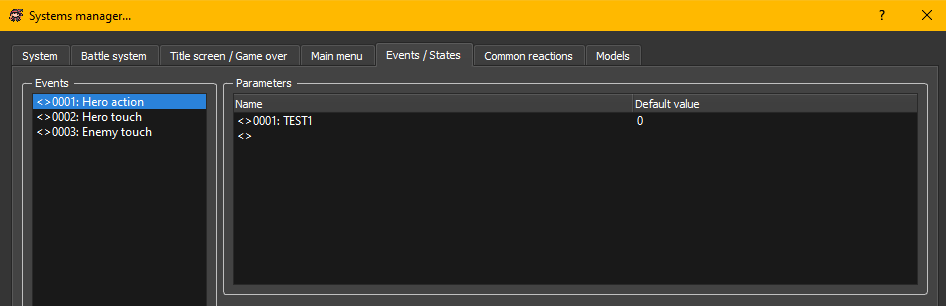 Systems manager...
?
System Battle system Title screen / Game over Main menu Events / States Common reactions Models
Events
<>0001: Hero action
<>0002: Hero touch
<>0003: Enemy touch
Parameters
Name Default value
<>0001: TEST1 0
<>